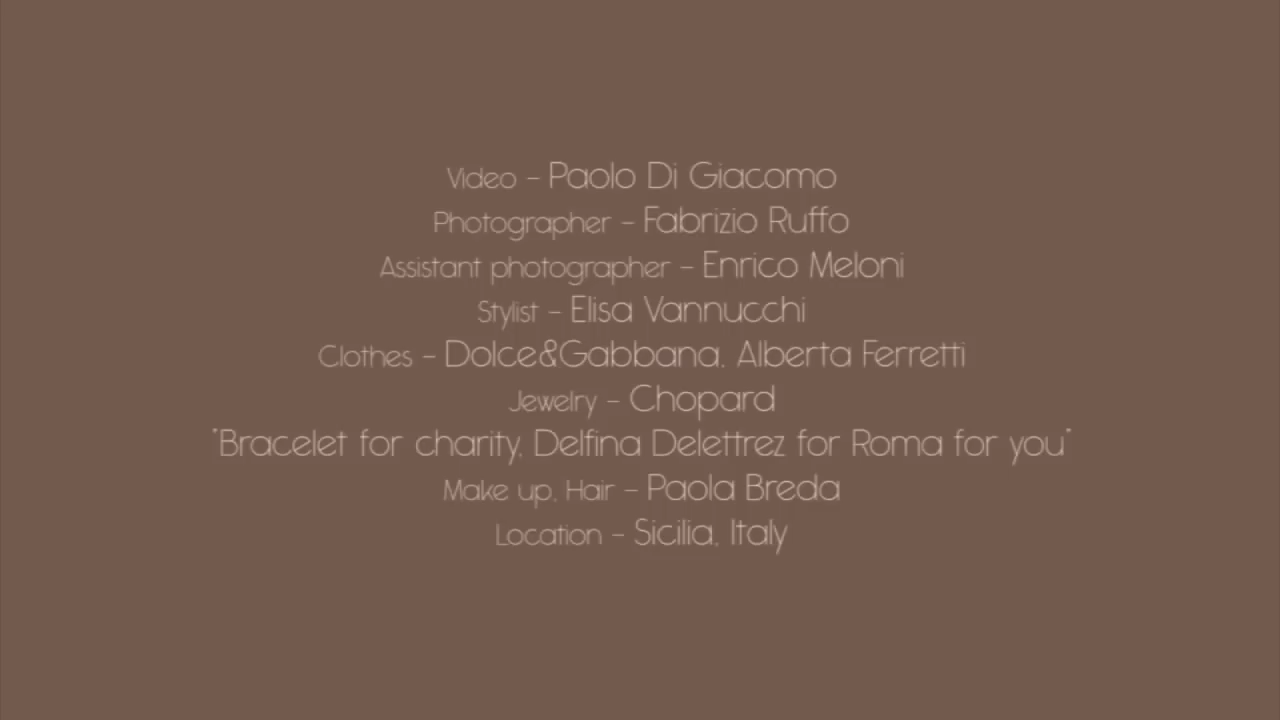 Video - Paolo Di Giacomo
Photographer - Fabrizio Ruffo
Assistant photographer - Enrico Meloni
Stylist - Elisa Vannucchi
Clothes - Dolce&Gabbana, Alberta Ferretti
Jewelry - Chopard
"Bracelet for charity, Delfina Delettrez for Roma for you"
Make up, Hair - Paola Breda
Location - Sicilia, Italy